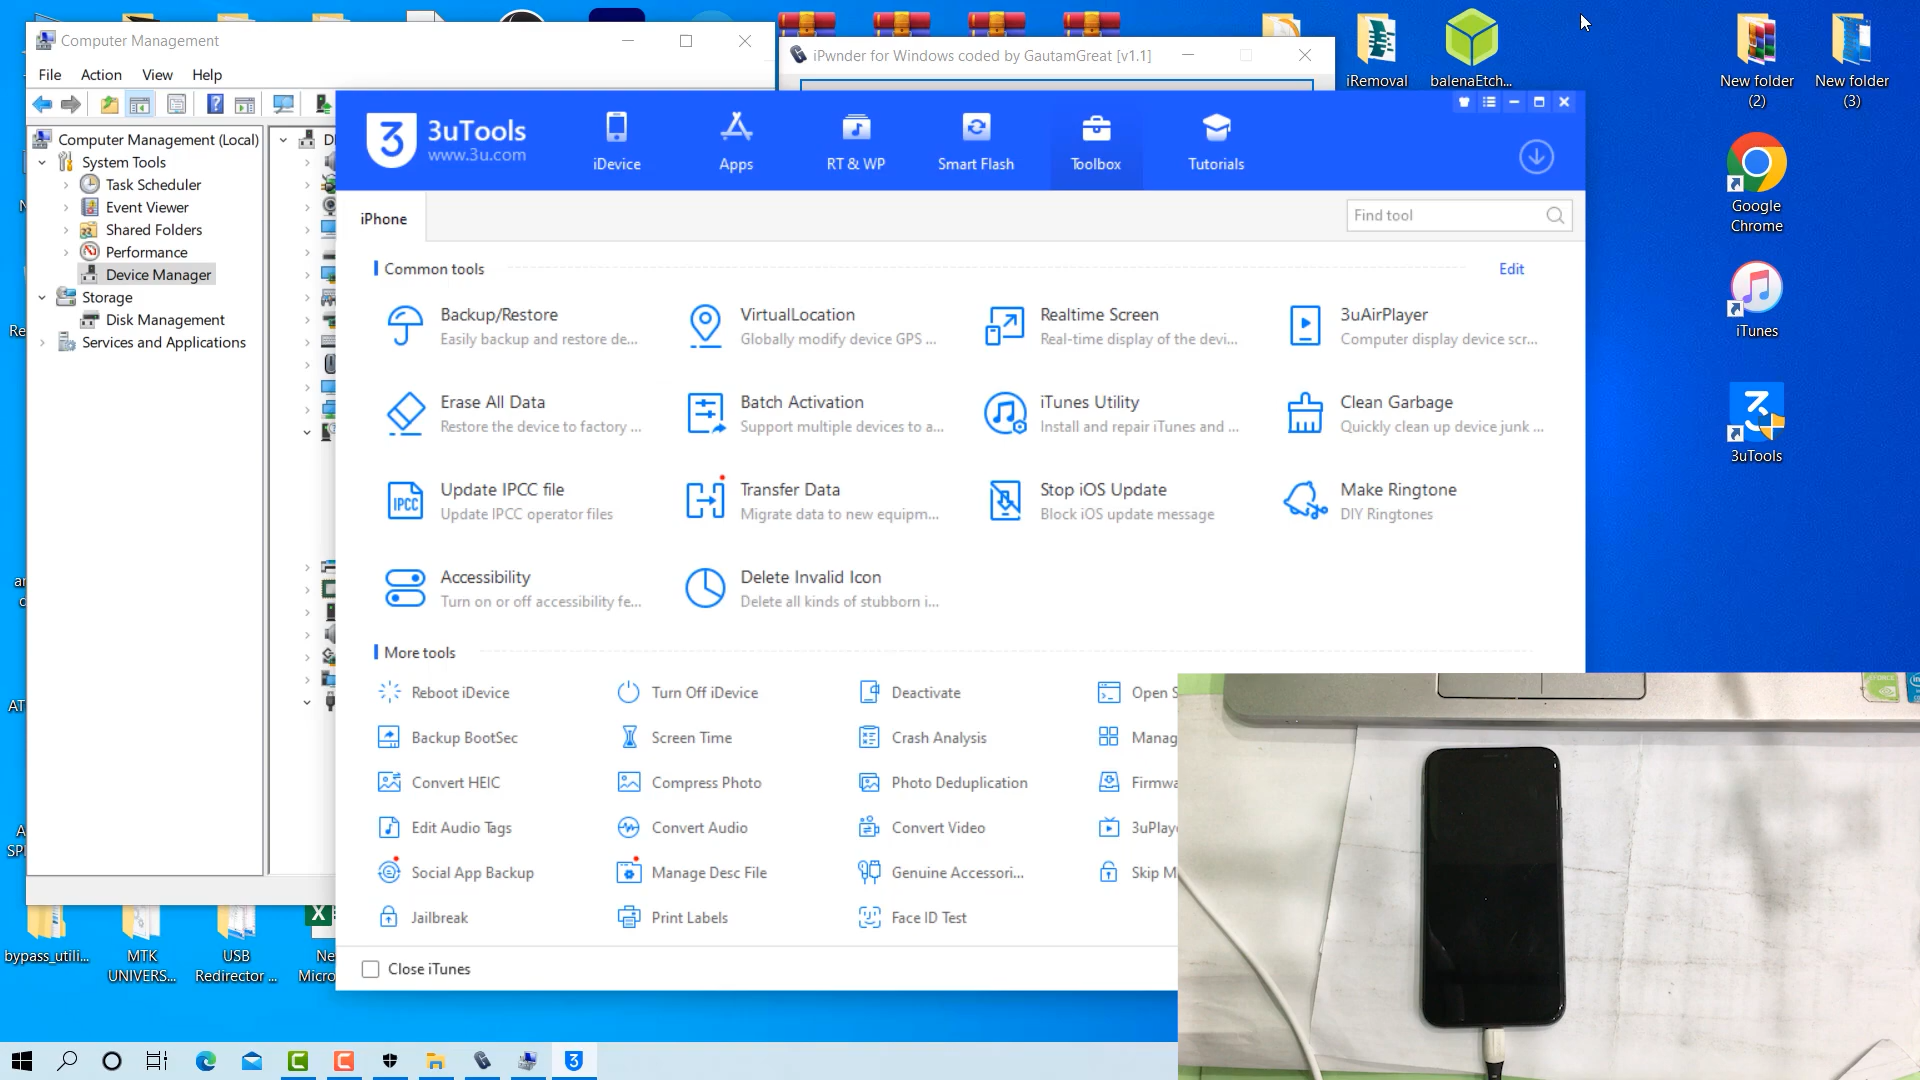 Computer Management
File Action View Help
Computer Management (Local)
System Tools
Task Scheduler
Event Viewer
Shared Folders
Performance
Device Manager
Storage
Disk Management
Services and Applications
iPwnder for Windows coded by GautamGreat [v1.1]
3 3uTools
www.3u.com
iDevice
Apps
RT & WP
Smart Flash
Toolbox
Tutorials
iPhone
Find tool
Common tools
Edit
Backup/Restore
Easily backup and restore de...
VirtualLocation
Globally modify device GPS ...
Realtime Screen
Real-time display of the devi...
3uAirPlayer
Computer display device scr...
Erase All Data
Restore the device to factory ...
Batch Activation
Support multiple devices to a...
iTunes Utility
Install and repair iTunes and ...
Clean Garbage
Quickly clean up device junk ...
IPCC
Update IPCC file
Update IPCC operator files
Transfer Data
Migrate data to new equipm...
Stop iOS Update
Block iOS update message
Make Ringtone
DIY Ringtones
Accessibility
Turn on or off accessibility fe...
Delete Invalid Icon
Delete all kinds of stubborn i...
More tools
Reboot iDevice
Turn Off iDevice
Deactivate
Open S
Backup BootSec
Screen Time
Crash Analysis
Manag
Convert HEIC
Compress Photo
Photo Deduplication
Firmwa
Edit Audio Tags
Convert Audio
Convert Video
3uPlay
Social App Backup
Manage Desc File
Genuine Accessori...
Skip M
Jailbreak
Print Labels
Face ID Test
Close iTunes
iRemoval
balenaEtch...
New folder
(2)
New folder
(3)
Google
Chrome
iTunes
3uTools
bypass_utili...
MTK
UNIVERS...
USB
Redirector ...
Ne
Micro